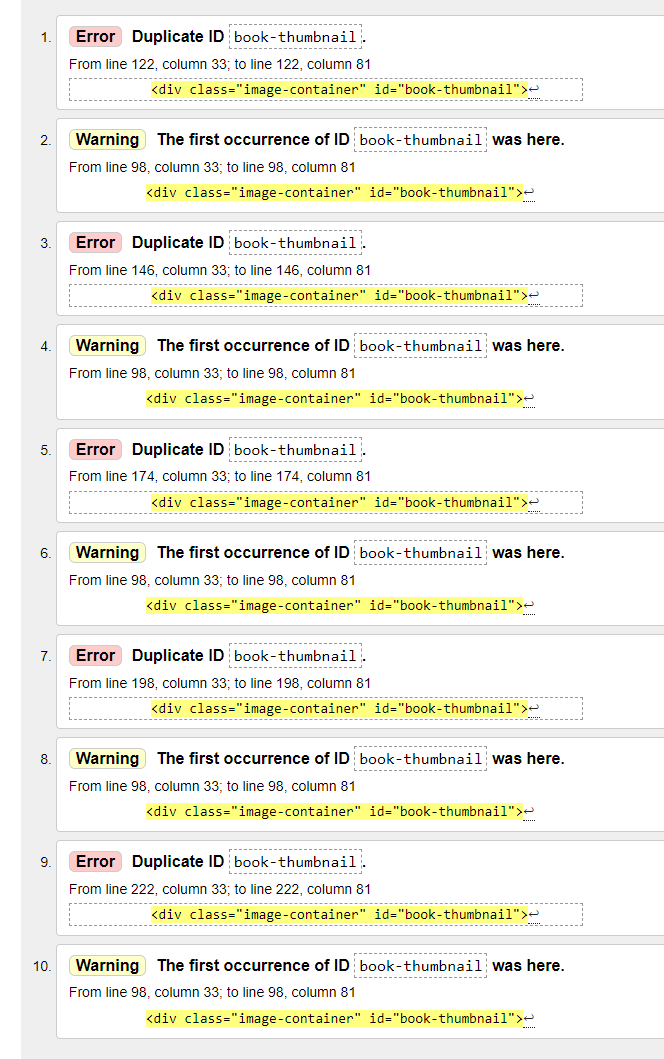 1. Error Duplicate ID book-thumbnail.
From line 122, column 33; to line 122, column 81
<div class="image-container" id="book-thumbnail">↩
2. Warning The first occurrence of ID book-thumbnail was here.
From line 98, column 33; to line 98, column 81
<div class="image-container" id="book-thumbnail">↩
3. Error Duplicate ID book-thumbnail.
From line 146, column 33; to line 146, column 81
<div class="image-container" id="book-thumbnail">↩
4. Warning The first occurrence of ID book-thumbnail was here.
From line 98, column 33; to line 98, column 81
<div class="image-container" id="book-thumbnail">↩
5. Error Duplicate ID book-thumbnail.
From line 174, column 33; to line 174, column 81
<div class="image-container" id="book-thumbnail">↩
6. Warning The first occurrence of ID book-thumbnail was here.
From line 98, column 33; to line 98, column 81
<div class="image-container" id="book-thumbnail">↩
7. Error Duplicate ID book-thumbnail.
From line 198, column 33; to line 198, column 81
<div class="image-container" id="book-thumbnail">↩
8. Warning The first occurrence of ID book-thumbnail was here.
From line 98, column 33; to line 98, column 81
<div class="image-container" id="book-thumbnail">↩
9. Error Duplicate ID book-thumbnail.
From line 222, column 33; to line 222, column 81
<div class="image-container" id="book-thumbnail">↩
10. Warning The first occurrence of ID book-thumbnail was here.
From line 98, column 33; to line 98, column 81
<div class="image-container" id="book-thumbnail">↩